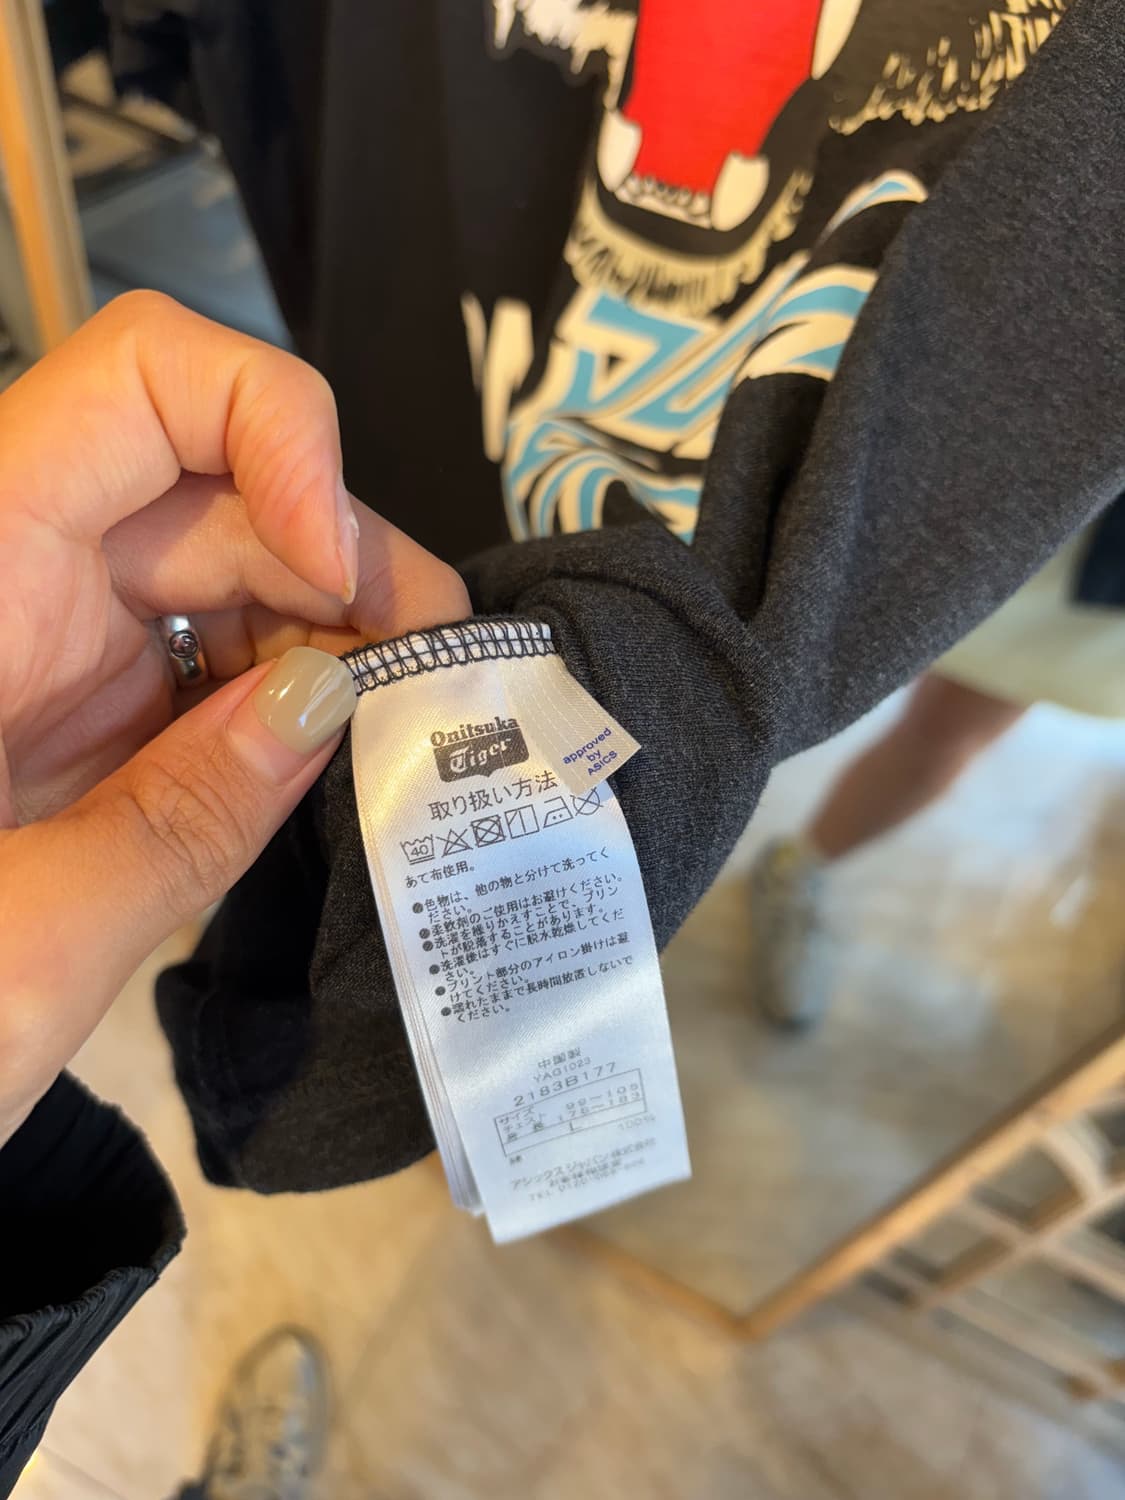 Onitsuka
Tiger
approved
by
ASICS
取り扱い方法
40
あて布使用。
●色物は、他の物と分けて洗ってく
ださい。
●柔軟剤のご使用はお避けください。
●洗濯を繰りかえすことで、プリン
トが脱落することがあります。
●洗濯後はすぐに脱水乾燥してくだ
さい。
●プリント部分のアイロン掛けは避
けてください。
●濡れたままで長時間放置しないで
ください。
中国製
YAG1023
2183B177
サイズ
チェスト 99～105
身長 175～183
L
綿 100%
アシックスジャパン株式会社
お客様相談室